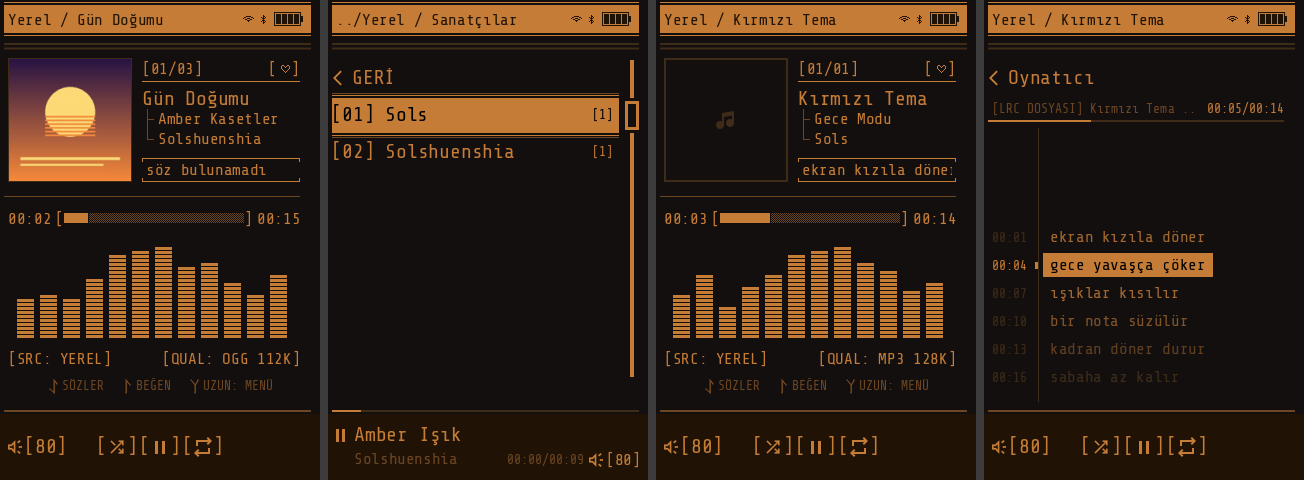 Yerel / Gün Doğumu
[01/03] [♡]
Gün Doğumu
Amber Kasetler
Solshuenshia
söz bulunamadı
00:02 [ ] 00:15
[SRC: YEREL] [QUAL: OGG 112K]
SÖZLER BEĞEN UZUN: MENÜ
[80] [ ][ ][ ]
../Yerel / Sanatçılar
GERİ
[01] Sols [1]
[02] Solshuenshia [1]
Amber Işık
Solshuenshia 00:00/00:09 [80]
Yerel / Kırmızı Tema
[01/01] [♡]
Kırmızı Tema
Gece Modu
Sols
ekran kızıla döner
00:03 [ ] 00:14
[SRC: YEREL] [QUAL: MP3 128K]
SÖZLER BEĞEN UZUN: MENÜ
[80] [ ][ ][ ]
Yerel / Kırmızı Tema
Oynatıcı
[LRC DOSYASI] Kırmızı Tema .. 00:05/00:14
00:01 ekran kızıla döner
00:04 gece yavaşça çöker
00:07 ışıklar kısılır
00:10 bir nota süzülür
00:13 kadran döner durur
00:16 sabaha az kalır
[80] [ ][ ][ ]